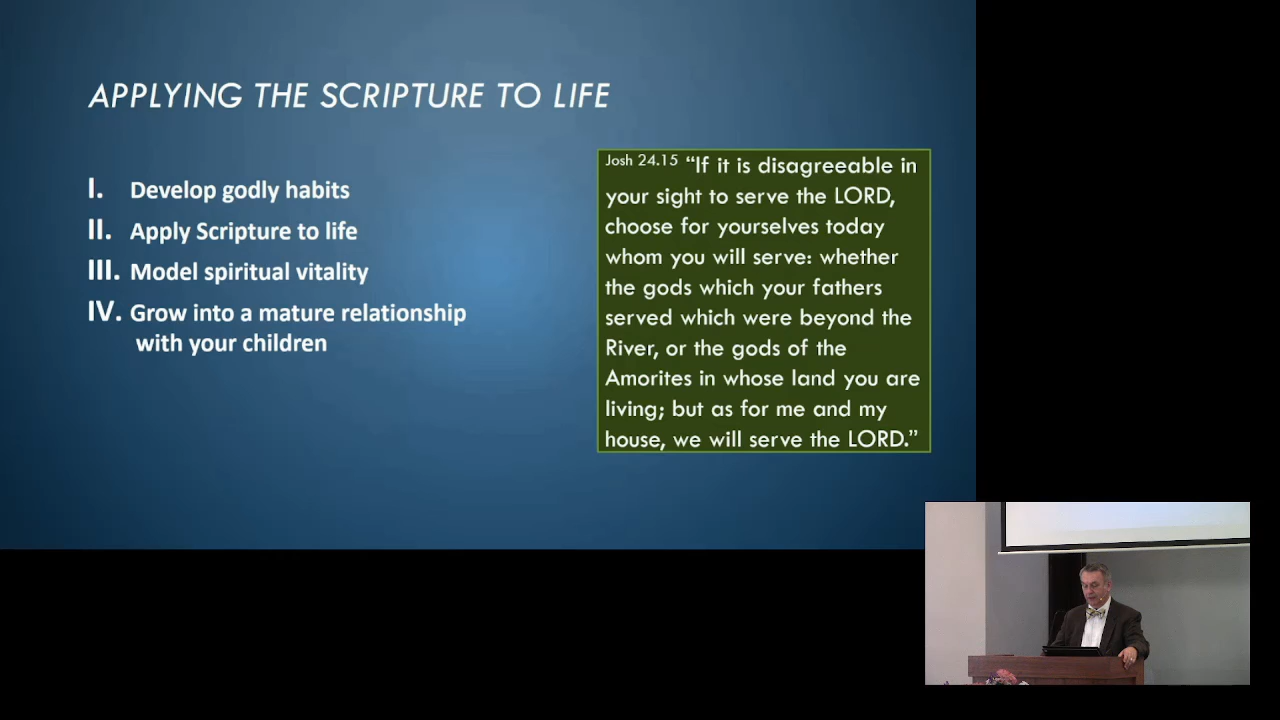 APPLYING THE SCRIPTURE TO LIFE
I. Develop godly habits
II. Apply Scripture to life
III. Model spiritual vitality
IV. Grow into a mature relationship
with your children
Josh 24.15 “If it is disagreeable in
your sight to serve the LORD,
choose for yourselves today
whom you will serve: whether
the gods which your fathers
served which were beyond the
River, or the gods of the
Amorites in whose land you are
living; but as for me and my
house, we will serve the LORD.”